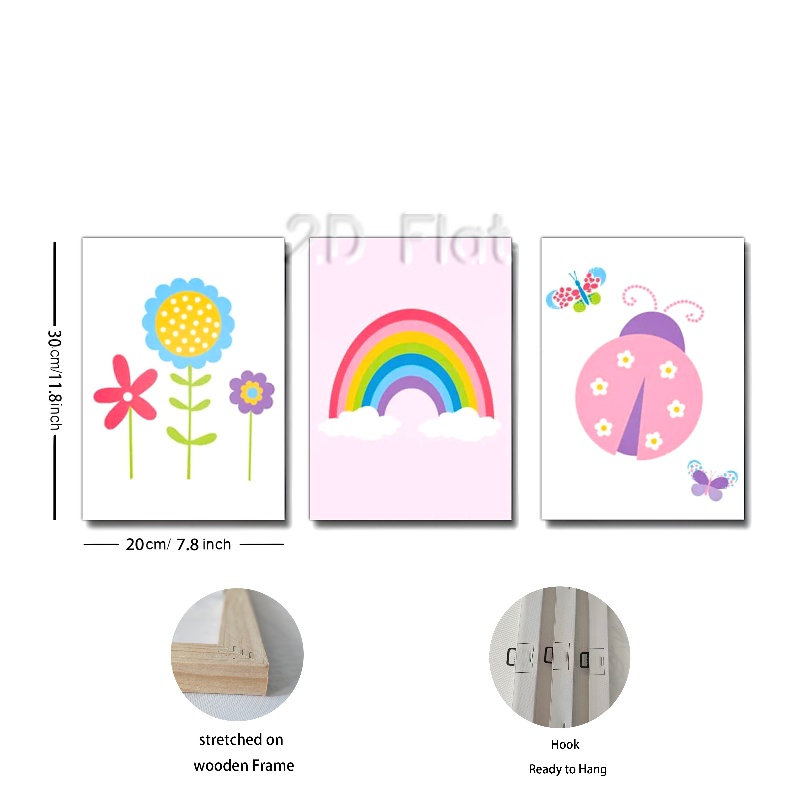 2D Flat
30cm/11.8inch
20cm/ 7.8 inch
stretched on
wooden Frame
Hook
Ready to Hang